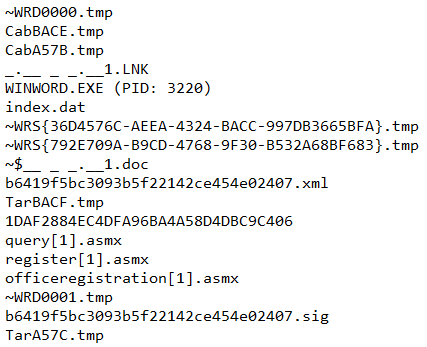 ~WRD0000.tmp
CabBACE.tmp
CabA57B.tmp
_.__ _ _.__1.LNK
WINWORD.EXE (PID: 3220)
index.dat
~WRS{36D4576C-AEEA-4324-BACC-997DB3665BFA}.tmp
~WRS{792E709A-B9CD-4768-9F30-B532A68BF683}.tmp
~$__ _ _.__1.doc
b6419f5bc3093b5f22142ce454e02407.xml
TarBACF.tmp
1DAF2884EC4DFA96BA4A58D4DBC9C406
query[1].asmx
register[1].asmx
officeregistration[1].asmx
~WRD0001.tmp
b6419f5bc3093b5f22142ce454e02407.sig
TarA57C.tmp